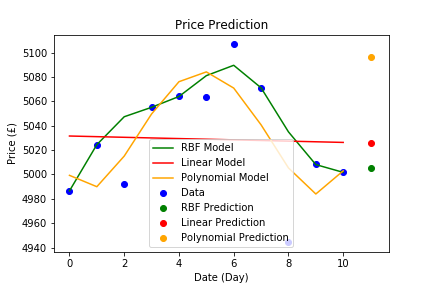 Price Prediction
Price (£)
5100
5080
5060
5040
5020
5000
4980
4960
4940
RBF Model
Linear Model
Polynomial Model
Data
RBF Prediction
Linear Prediction
Polynomial Prediction
0 2 4 6 8 10
Date (Day)